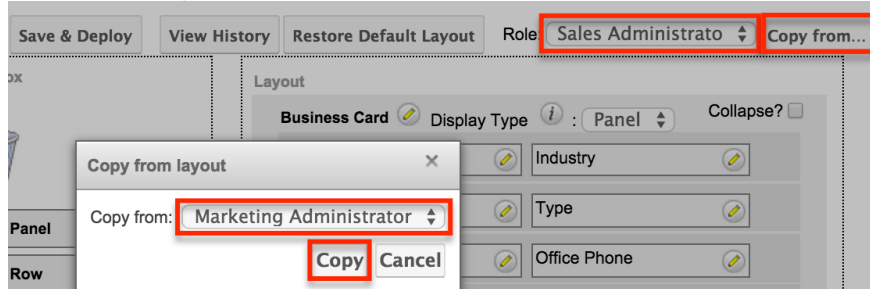 Save & Deploy View History Restore Default Layout Role: Sales Administrato Copy from...
ox Layout
Business Card Display Type i : Panel Collapse?
Copy from layout ×
Industry
Copy from: Marketing Administrator
Type
Panel
Copy Cancel
Office Phone
Row